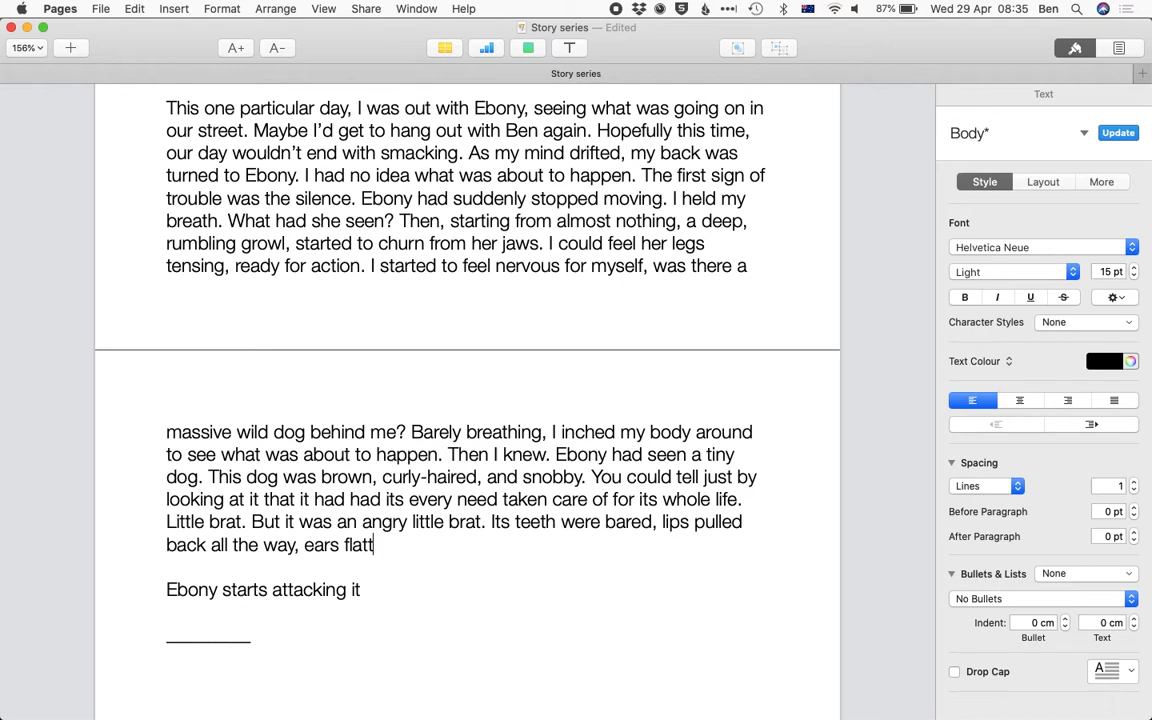 Pages File Edit Insert Format Arrange View Share Window Help 87% Wed 29 Apr 08:35 Ben
Story series — Edited
156%
A+ A-
Story series
This one particular day, I was out with Ebony, seeing what was going on in
our street. Maybe I’d get to hang out with Ben again. Hopefully this time,
our day wouldn’t end with smacking. As my mind drifted, my back was
turned to Ebony. I had no idea what was about to happen. The first sign of
trouble was the silence. Ebony had suddenly stopped moving. I held my
breath. What had she seen? Then, starting from almost nothing, a deep,
rumbling growl, started to churn from her jaws. I could feel her legs
tensing, ready for action. I started to feel nervous for myself, was there a
massive wild dog behind me? Barely breathing, I inched my body around
to see what was about to happen. Then I knew. Ebony had seen a tiny
dog. This dog was brown, curly-haired, and snobby. You could tell just by
looking at it that it had had its every need taken care of for its whole life.
Little brat. But it was an angry little brat. Its teeth were bared, lips pulled
back all the way, ears flatt
Ebony starts attacking it
Text
Body*
Update
Style Layout More
Font
Helvetica Neue
Light 15 pt
B I U S
Character Styles None
Text Colour
Spacing
Lines 1
Before Paragraph 0 pt
After Paragraph 0 pt
Bullets & Lists None
No Bullets
Indent: 0 cm 0 cm
Bullet Text
Drop Cap
A